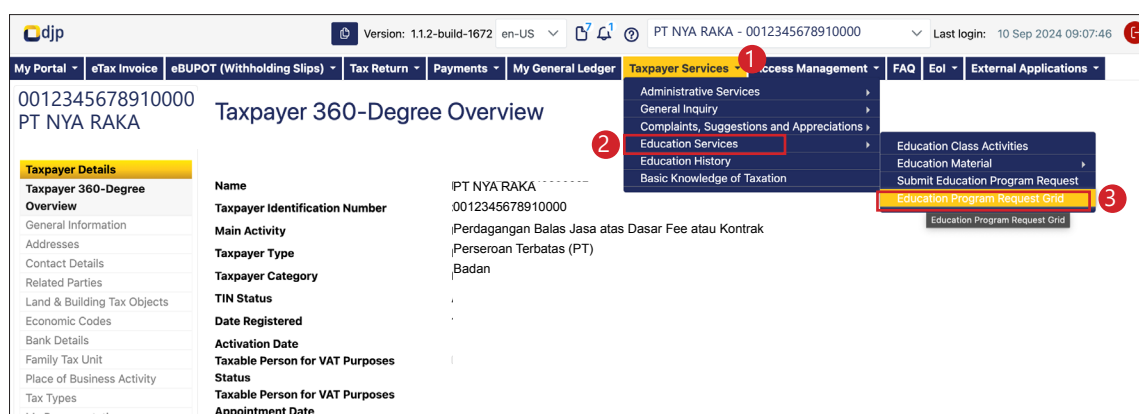 djp
Version: 1.1.2-build-1672 en-US 7 1 PT NYA RAKA - 0012345678910000 Last login: 10 Sep 2024 09:07:46
My Portal eTax Invoice eBUPOT (Withholding Slips) Tax Return Payments My General Ledger Taxpayer Services 1 ccess Management FAQ EoI External Applications
0012345678910000
PT NYA RAKA
Taxpayer 360-Degree Overview
Administrative Services
General Inquiry
Complaints, Suggestions and Appreciations
2 Education Services
Education History
Basic Knowledge of Taxation
Education Class Activities
Education Material
Submit Education Program Request
Education Program Request Grid 3
Education Program Request Grid
Taxpayer Details
Taxpayer 360-Degree
Overview
General Information
Addresses
Contact Details
Related Parties
Land & Building Tax Objects
Economic Codes
Bank Details
Family Tax Unit
Place of Business Activity
Tax Types
Name PT NYA RAKA
Taxpayer Identification Number :0012345678910000
Main Activity Perdagangan Balas Jasa atas Dasar Fee atau Kontrak
Taxpayer Type Perseroan Terbatas (PT)
Taxpayer Category Badan
TIN Status
Date Registered
Activation Date
Taxable Person for VAT Purposes
Status
Taxable Person for VAT Purposes
Appointment Date